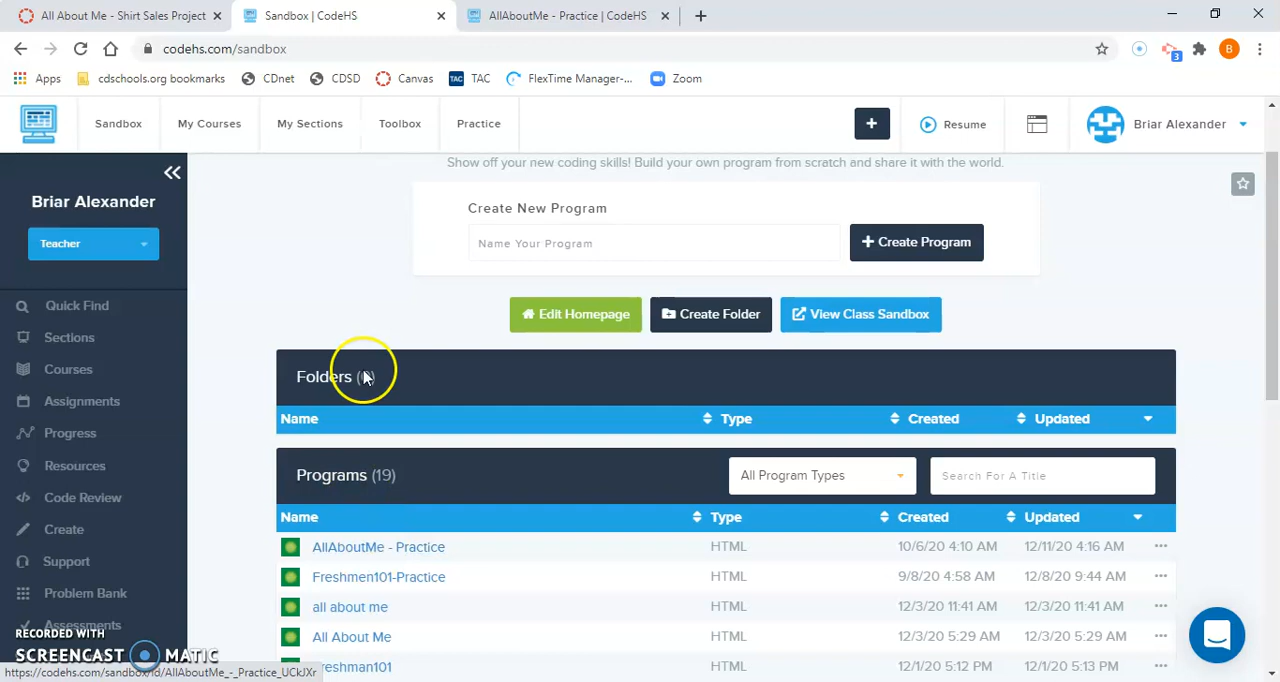 All About Me - Shirt Sales Project
Sandbox | CodeHS
AllAboutMe - Practice | CodeHS
codehs.com/sandbox
3
B
Apps
cdschools.org bookmarks
CDnet
CDSD
Canvas
TAC
TAC
FlexTime Manager-...
Zoom
Sandbox
My Courses
My Sections
Toolbox
Practice
+
Resume
Briar Alexander
Show off your new coding skills! Build your own program from scratch and share it with the world.
Briar Alexander
Teacher
Create New Program
Name Your Program
+ Create Program
Edit Homepage
Create Folder
View Class Sandbox
Quick Find
Sections
Courses
Assignments
Progress
Resources
Code Review
Create
Support
Problem Bank
Assessments
Folders
Name Type Created Updated
Programs (19)
All Program Types
Search For A Title
Name Type Created Updated
AllAboutMe - Practice HTML 10/6/20 4:10 AM 12/11/20 4:16 AM ...
Freshmen101-Practice HTML 9/8/20 4:58 AM 12/8/20 9:44 AM ...
all about me HTML 12/3/20 11:41 AM 12/3/20 11:41 AM ...
All About Me HTML 12/3/20 5:29 AM 12/3/20 5:29 AM ...
Freshman101 HTML 12/1/20 5:12 PM 12/1/20 5:13 PM ...
RECORDED WITH
SCREENCAST MATIC
https://codehs.com/sandbox/id/AllAboutMe_-_Practice_UCkJXr